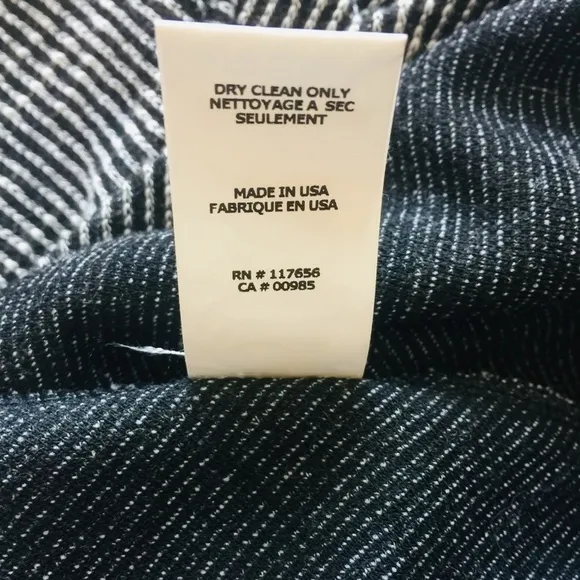 DRY CLEAN ONLY
NETTOYAGE A SEC
SEULEMENT
MADE IN USA
FABRIQUE EN USA
RN # 117656
CA # 00985